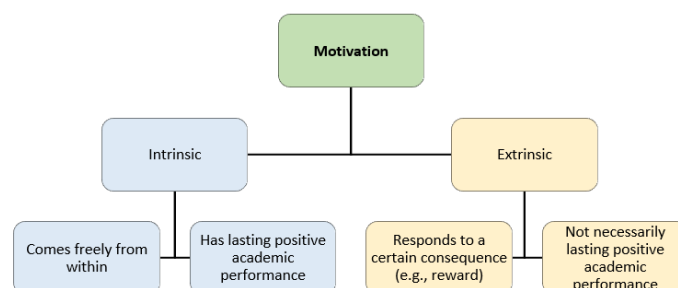 Motivation
Intrinsic
Extrinsic
Comes freely from
within
Has lasting positive
academic
performance
Responds to a
certain consequence
(e.g., reward)
Not necessarily
lasting positive
academic
performance